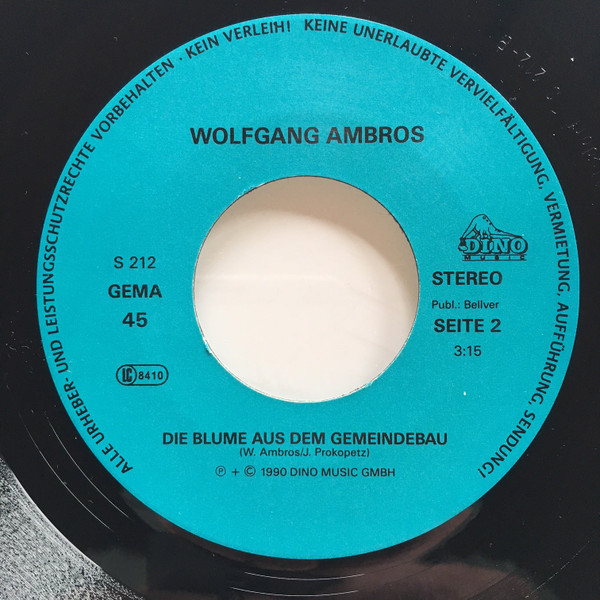 ALLE URHEBER- UND LEISTUNGSSCHUTZRECHTE VORBEHALTEN · KEIN VERLEIH! KEINE UNERLAUBTE VERVIELFÄLTIGUNG, VERMIETUNG, AUFFÜHRUNG, SENDUNG!
WOLFGANG AMBROS
DINO
MUSIC
S 212
GEMA
45
LC 8410
STEREO
Publ.: Bellver
SEITE 2
3:15
DIE BLUME AUS DEM GEMEINDEBAU
(W. Ambros/J. Prokopetz)
Ⓟ + © 1990 DINO MUSIC GMBH